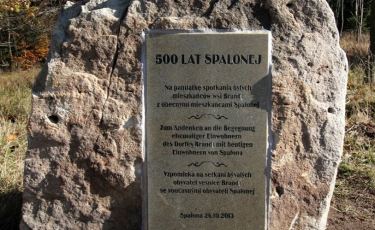 500 LAT SPALONEJ
Na pamiątkę spotkania byłych
mieszkańców wsi Brand
z obecnymi mieszkańcami Spalonej
Zum Andenken an die Begegnung
ehemaliger Einwohnern
des Dorfes Brand mit heutigen
Einwohnern von Spalona
Vzpomínka na setkání bývalých
obyvatel vesnice Brand
se současnými obyvateli Spalonej
Spalona 26.10.2013